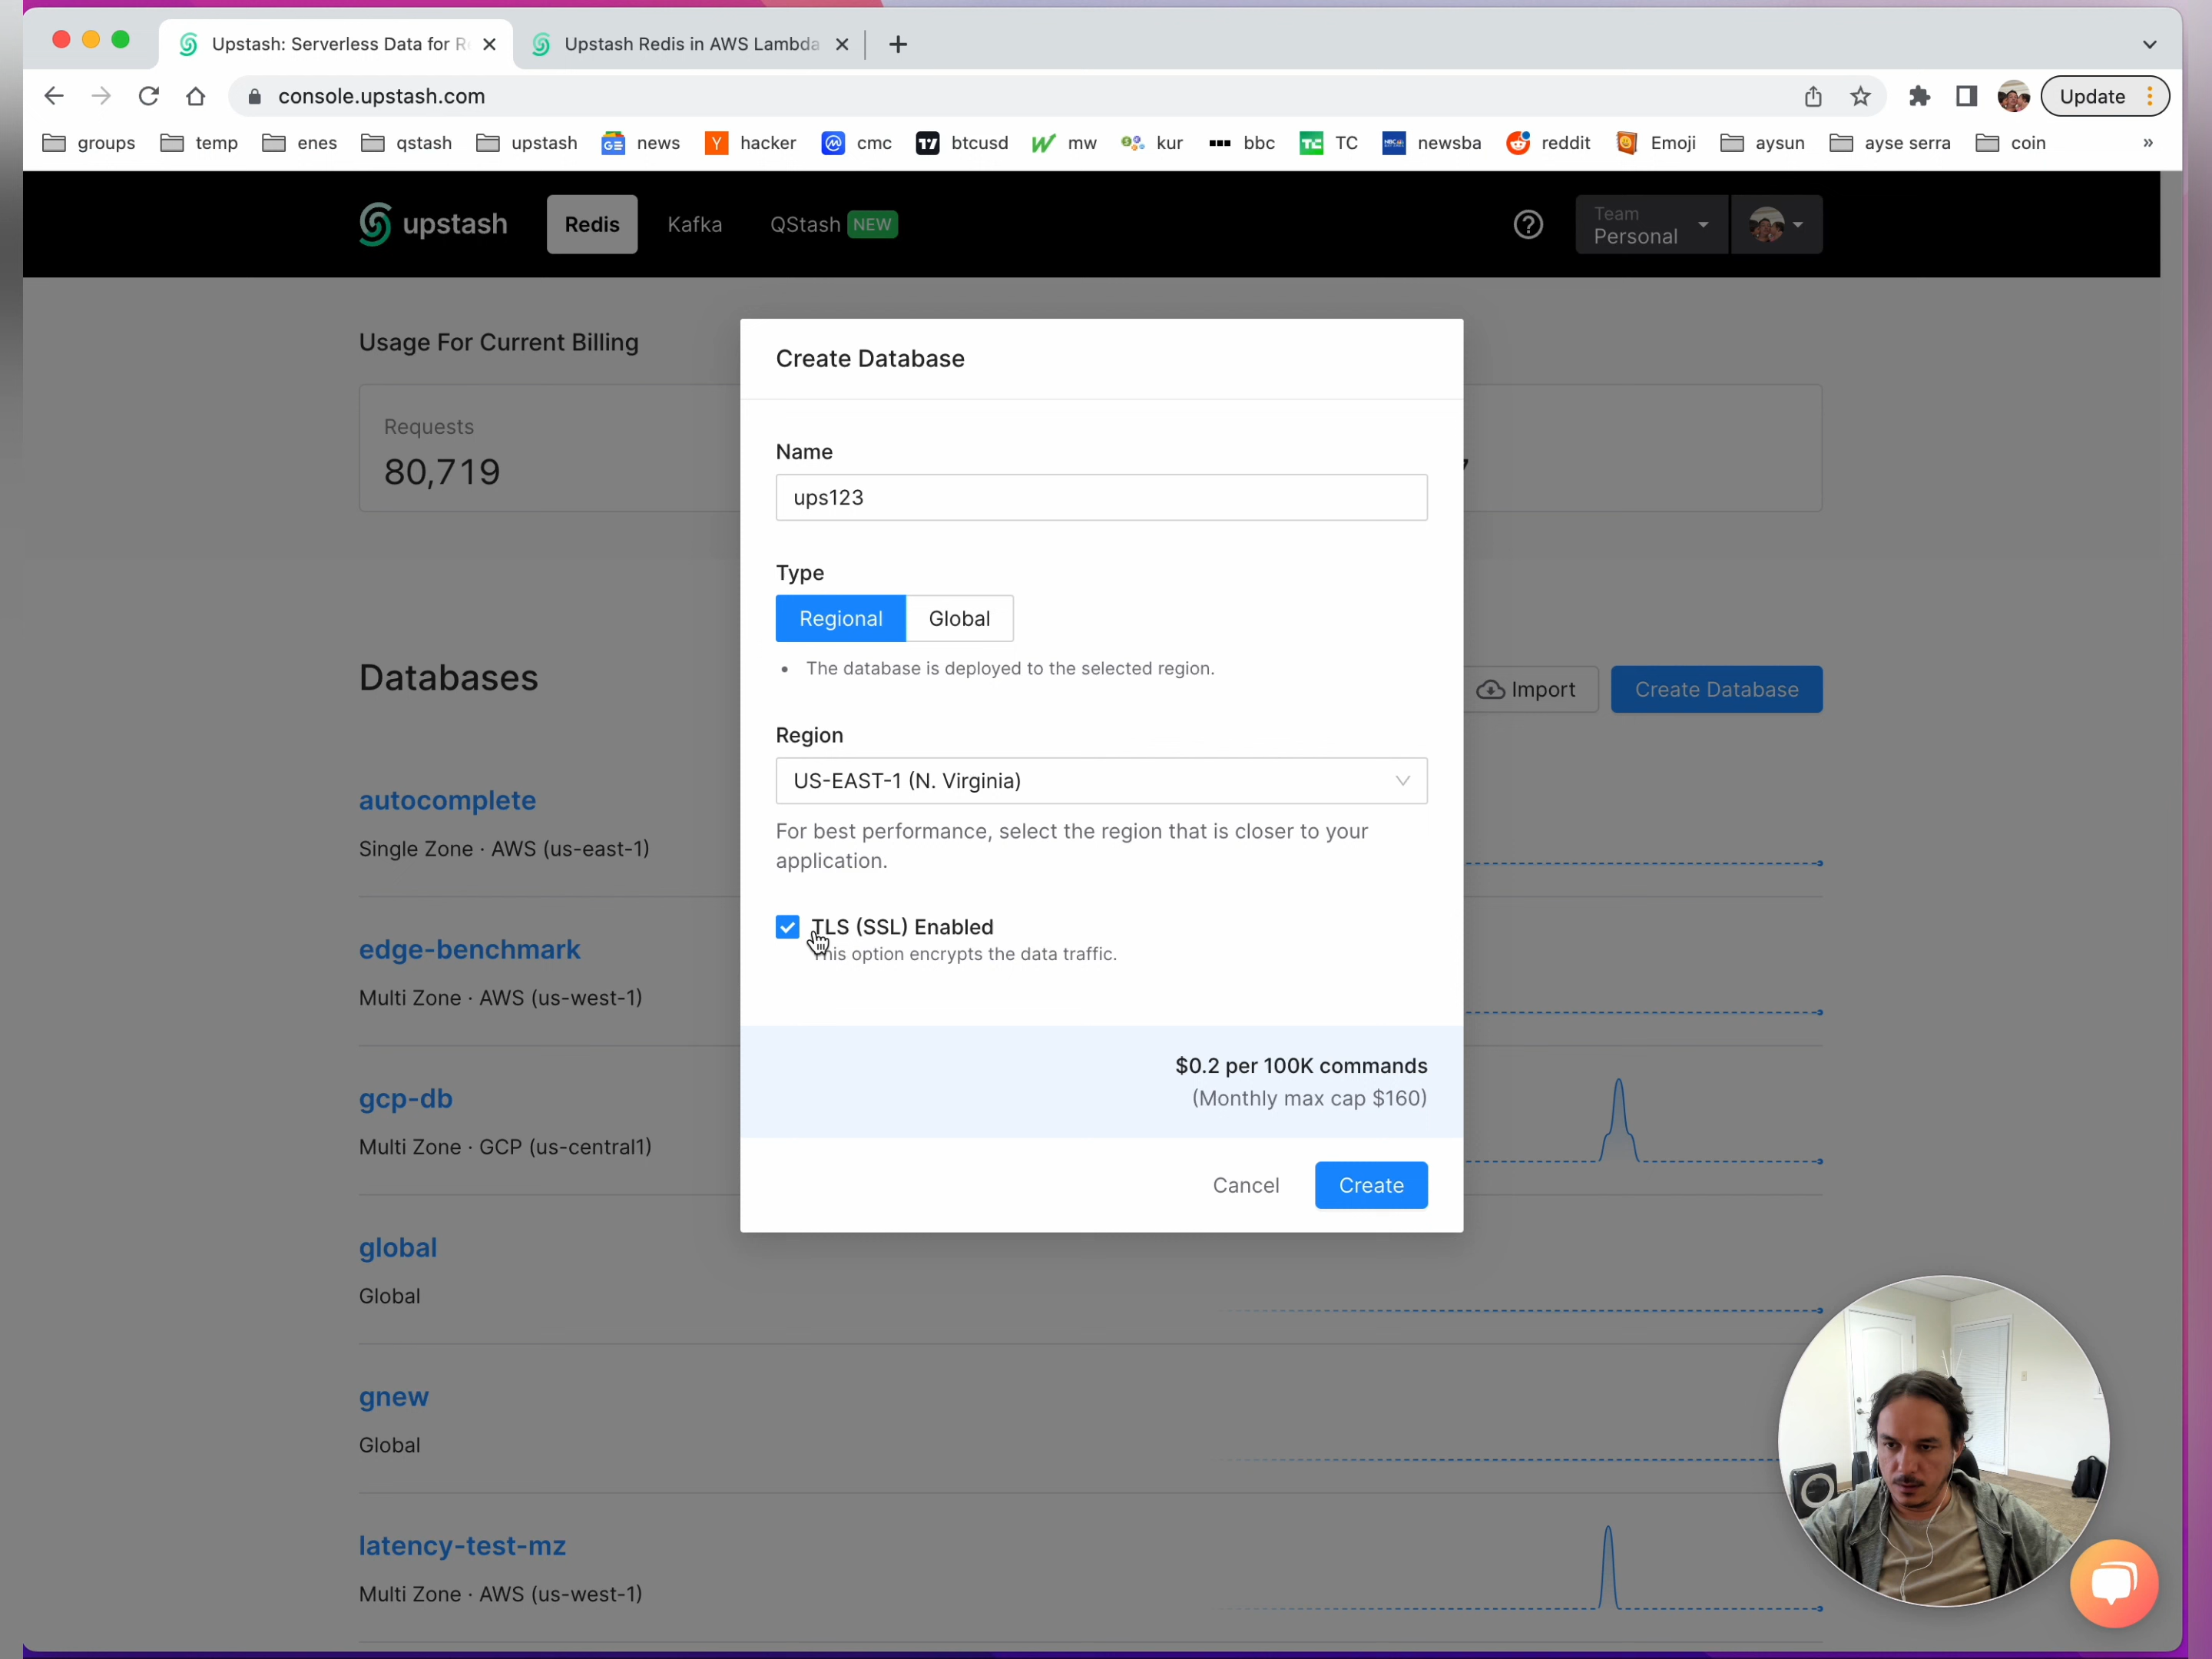 Upstash: Serverless Data for R
Upstash Redis in AWS Lambda
console.upstash.com
Update
groups temp enes qstash upstash news hacker cmc btcusd mw kur bbc TC newsba reddit Emoji aysun ayse serra coin »
upstash Redis Kafka QStash NEW
Team
Personal
Usage For Current Billing
Requests
80,719
Databases
Import
Create Database
autocomplete
Single Zone · AWS (us-east-1)
edge-benchmark
Multi Zone · AWS (us-west-1)
gcp-db
Multi Zone · GCP (us-central1)
global
Global
gnew
Global
latency-test-mz
Multi Zone · AWS (us-west-1)
Create Database
Name
ups123
Type
Regional Global
• The database is deployed to the selected region.
Region
US-EAST-1 (N. Virginia)
For best performance, select the region that is closer to your
application.
TLS (SSL) Enabled
This option encrypts the data traffic.
$0.2 per 100K commands
(Monthly max cap $160)
Cancel Create